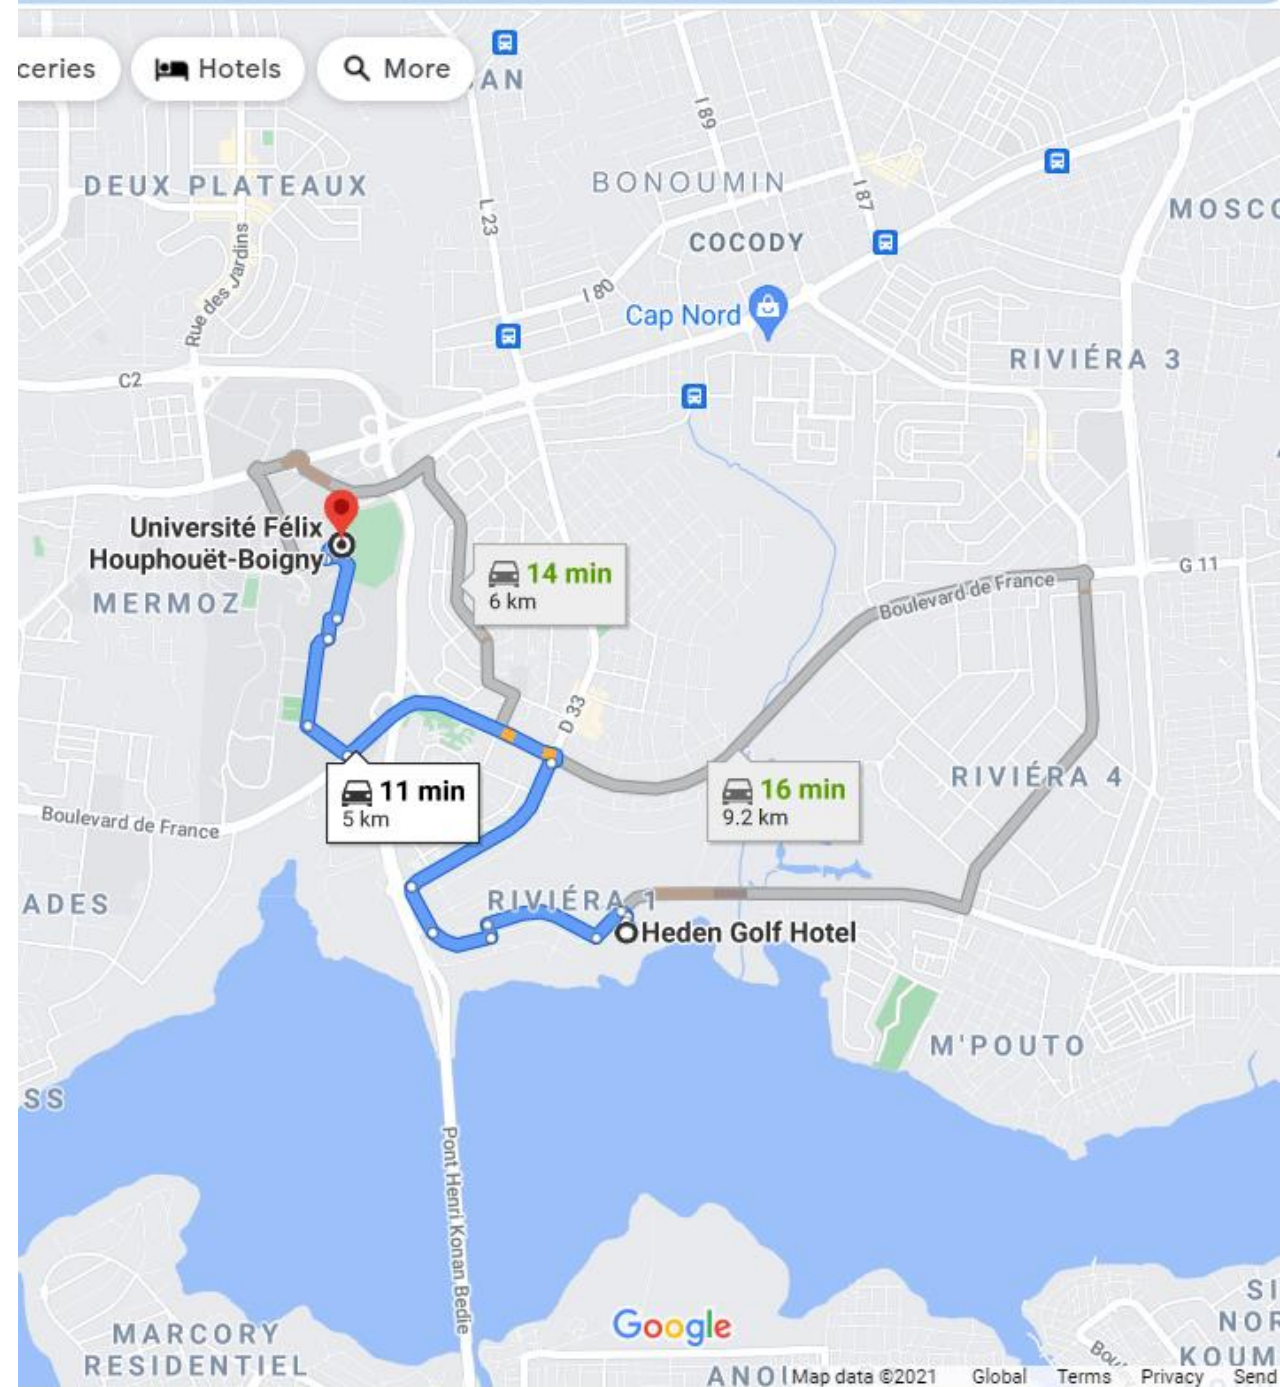 ceries
Hotels
More
AN
I 89
DEUX PLATEAUX
BONOUMIN
I 87
MOSCO
L 23
COCODY
Rue des Jardins
I 80
Cap Nord
RIVIÉRA 3
C2
Université Félix
Houphouët-Boigny
14 min
6 km
G 11
Boulevard de France
MERMOZ
D 33
11 min
5 km
16 min
9.2 km
RIVIÉRA 4
Boulevard de France
ADES
RIVIÉRA 1
Heden Golf Hotel
M'POUTO
SS
Pont Henri Konan Bedie
Google
MARCORY
RESIDENTIEL
SI
NOR
KOUM
Bou
ANO
Map data ©2021
Global
Terms
Privacy
Send